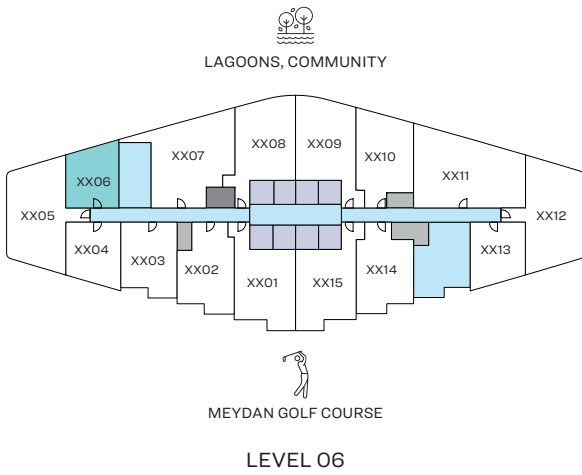 LAGOONS, COMMUNITY
XX08
XX09
XX07
XX10
XX06
XX11
XX05
XX12
XX04
XX03
XX02
XX01
XX15
XX14
XX13
MEYDAN GOLF COURSE
LEVEL 06